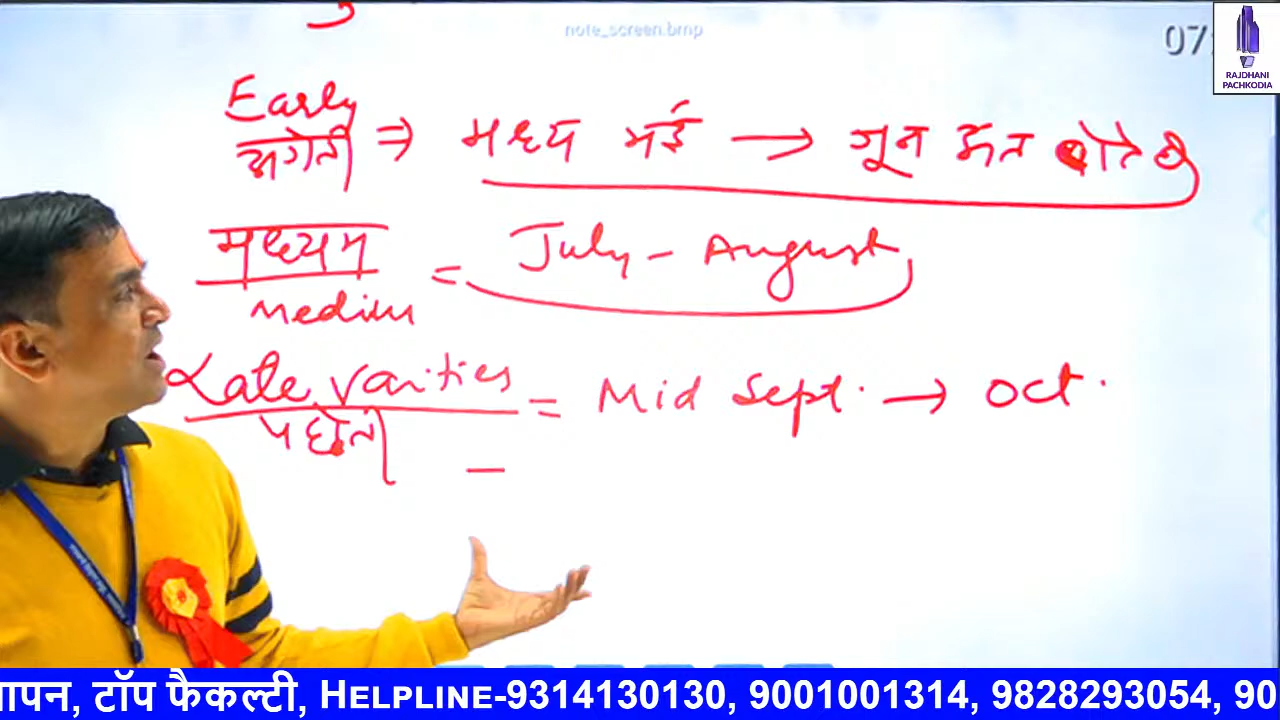 note_screen.bmp
07:
RAJDHANI
PACHKODIA
Early
अगेती ⇒ मध्य मई → जून अन्त बोते है
मध्यम = July - August
medium
Late varities = Mid Sept. → Oct.
पछेती
ापन, टॉप फैकल्टी, HELPLINE-9314130130, 9001001314, 9828293054, 90